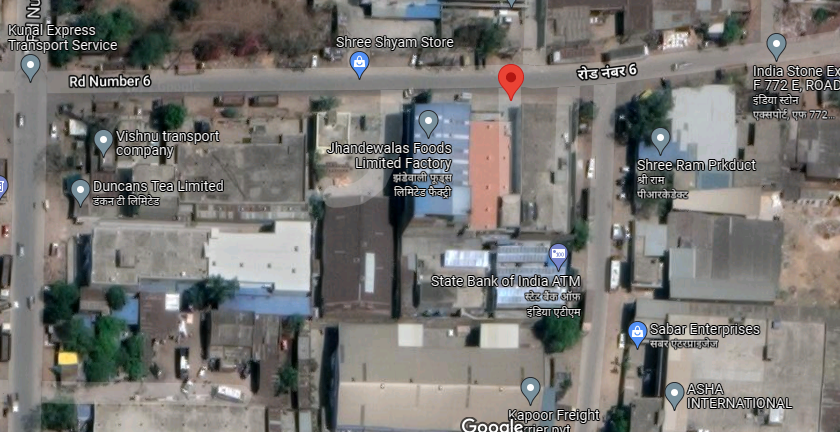 Kunal Express
Transport Service
Shree Shyam Store
Rd Number 6
रोड नंबर 6
India Stone Ex
F 772 E, ROAD
इंडिया स्टोन
एक्सपोर्ट, एफ 772...
Vishnu transport
company
Jhandewalas Foods
Limited Factory
झंडेवाली फूड्स
लिमिटेड फैक्ट्री
Shree Ram Prkduct
श्री राम
पीआरकेडेक्ट
Duncans Tea Limited
डंकन टी लिमिटेड
State Bank of India ATM
स्टेट बैंक ऑफ़
इंडिया एटीएम
Sabar Enterprises
सबर एंटरप्राइजेज
ASHA
INTERNATIONAL
Kapoor Freight
Google